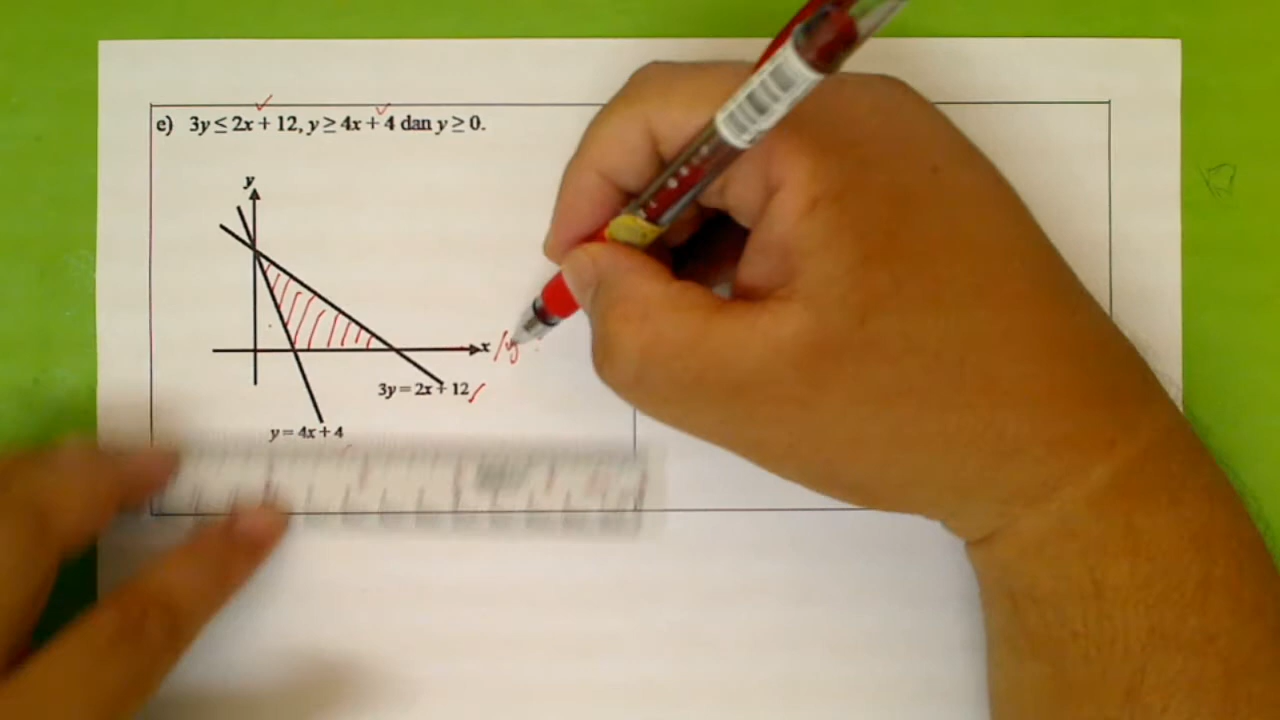 e) 3y ≤ 2x + 12, y ≥ 4x + 4 dan y ≥ 0.
y
x
3y = 2x + 12
y = 4x + 4